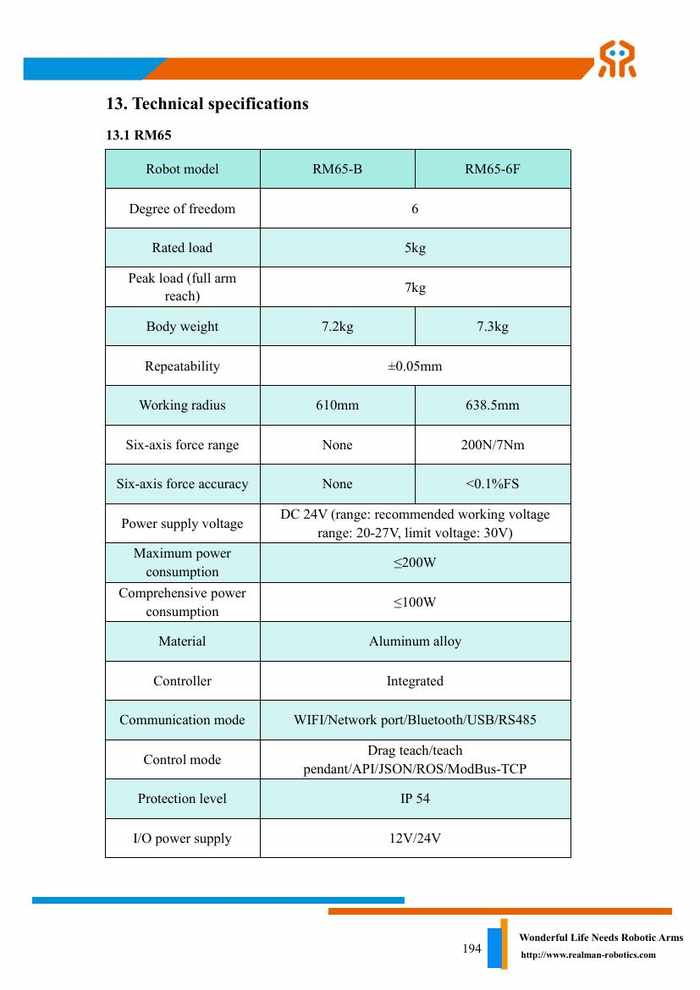 13. Technical specifications
13.1 RM65
Robot model RM65-B RM65-6F
Degree of freedom 6
Rated load 5kg
Peak load (full arm
reach) 7kg
Body weight 7.2kg 7.3kg
Repeatability ±0.05mm
Working radius 610mm 638.5mm
Six-axis force range None 200N/7Nm
Six-axis force accuracy None <0.1%FS
Power supply voltage DC 24V (range: recommended working voltage
range: 20-27V, limit voltage: 30V)
Maximum power
consumption ≤200W
Comprehensive power
consumption ≤100W
Material Aluminum alloy
Controller Integrated
Communication mode WIFI/Network port/Bluetooth/USB/RS485
Control mode Drag teach/teach
pendant/API/JSON/ROS/ModBus-TCP
Protection level IP 54
I/O power supply 12V/24V
194
Wonderful Life Needs Robotic Arms
http://www.realman-robotics.com